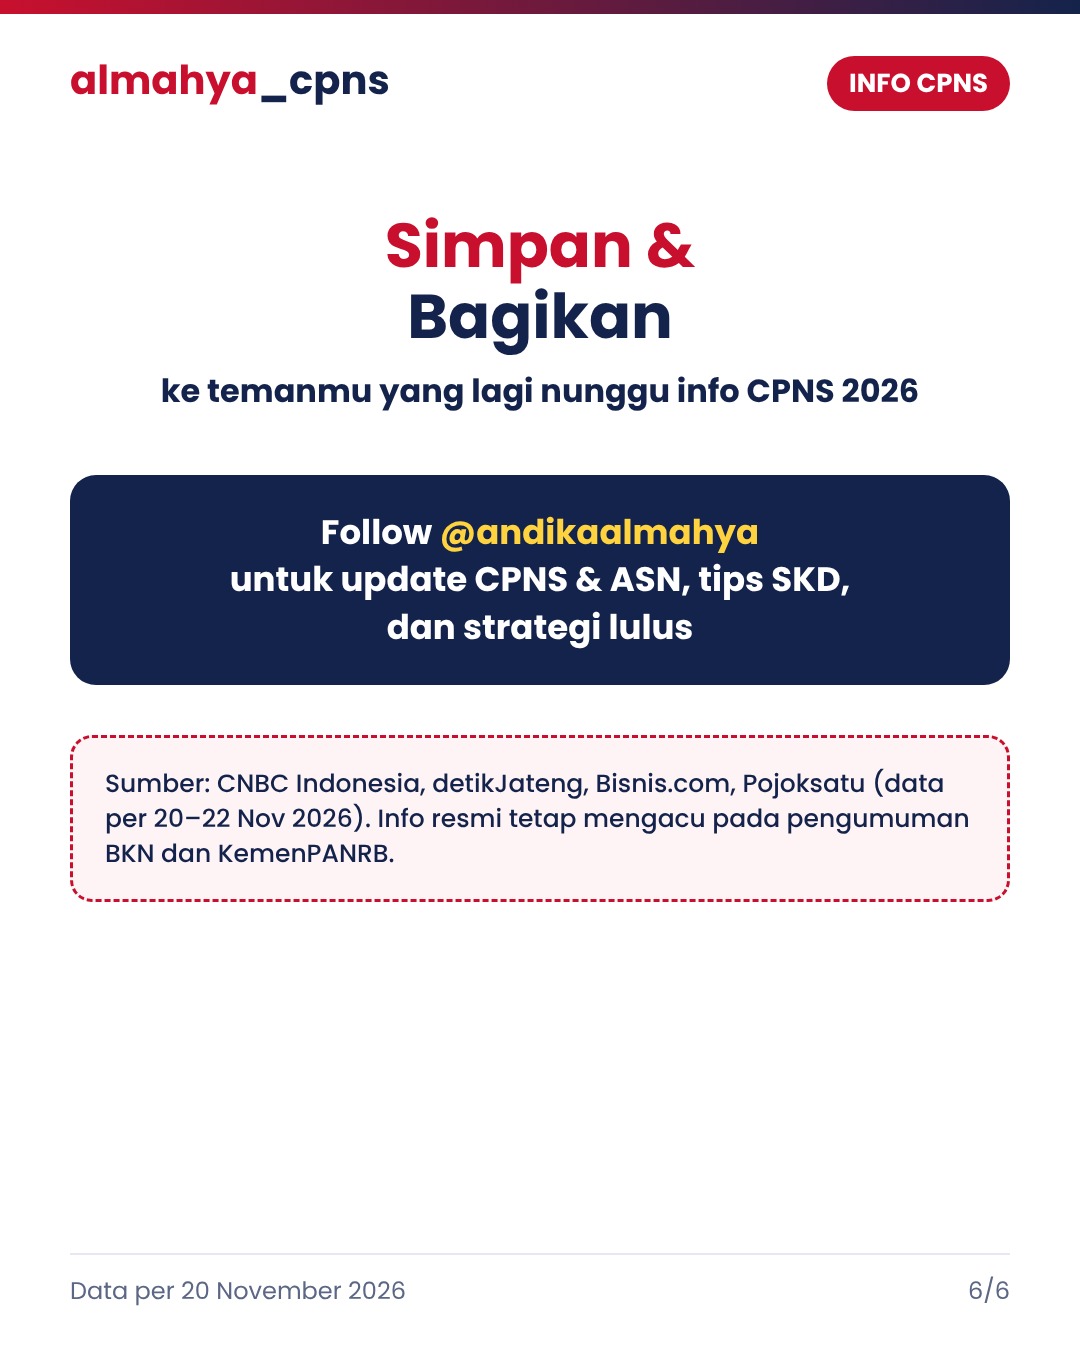 almahya_cpns
INFO CPNS
Simpan &
Bagikan
ke temanmu yang lagi nunggu info CPNS 2026
Follow @andikaalmahya
untuk update CPNS & ASN, tips SKD,
dan strategi lulus
Sumber: CNBC Indonesia, detikJateng, Bisnis.com, Pojoksatu (data
per 20–22 Nov 2026). Info resmi tetap mengacu pada pengumuman
BKN dan KemenPANRB.
Data per 20 November 2026
6/6